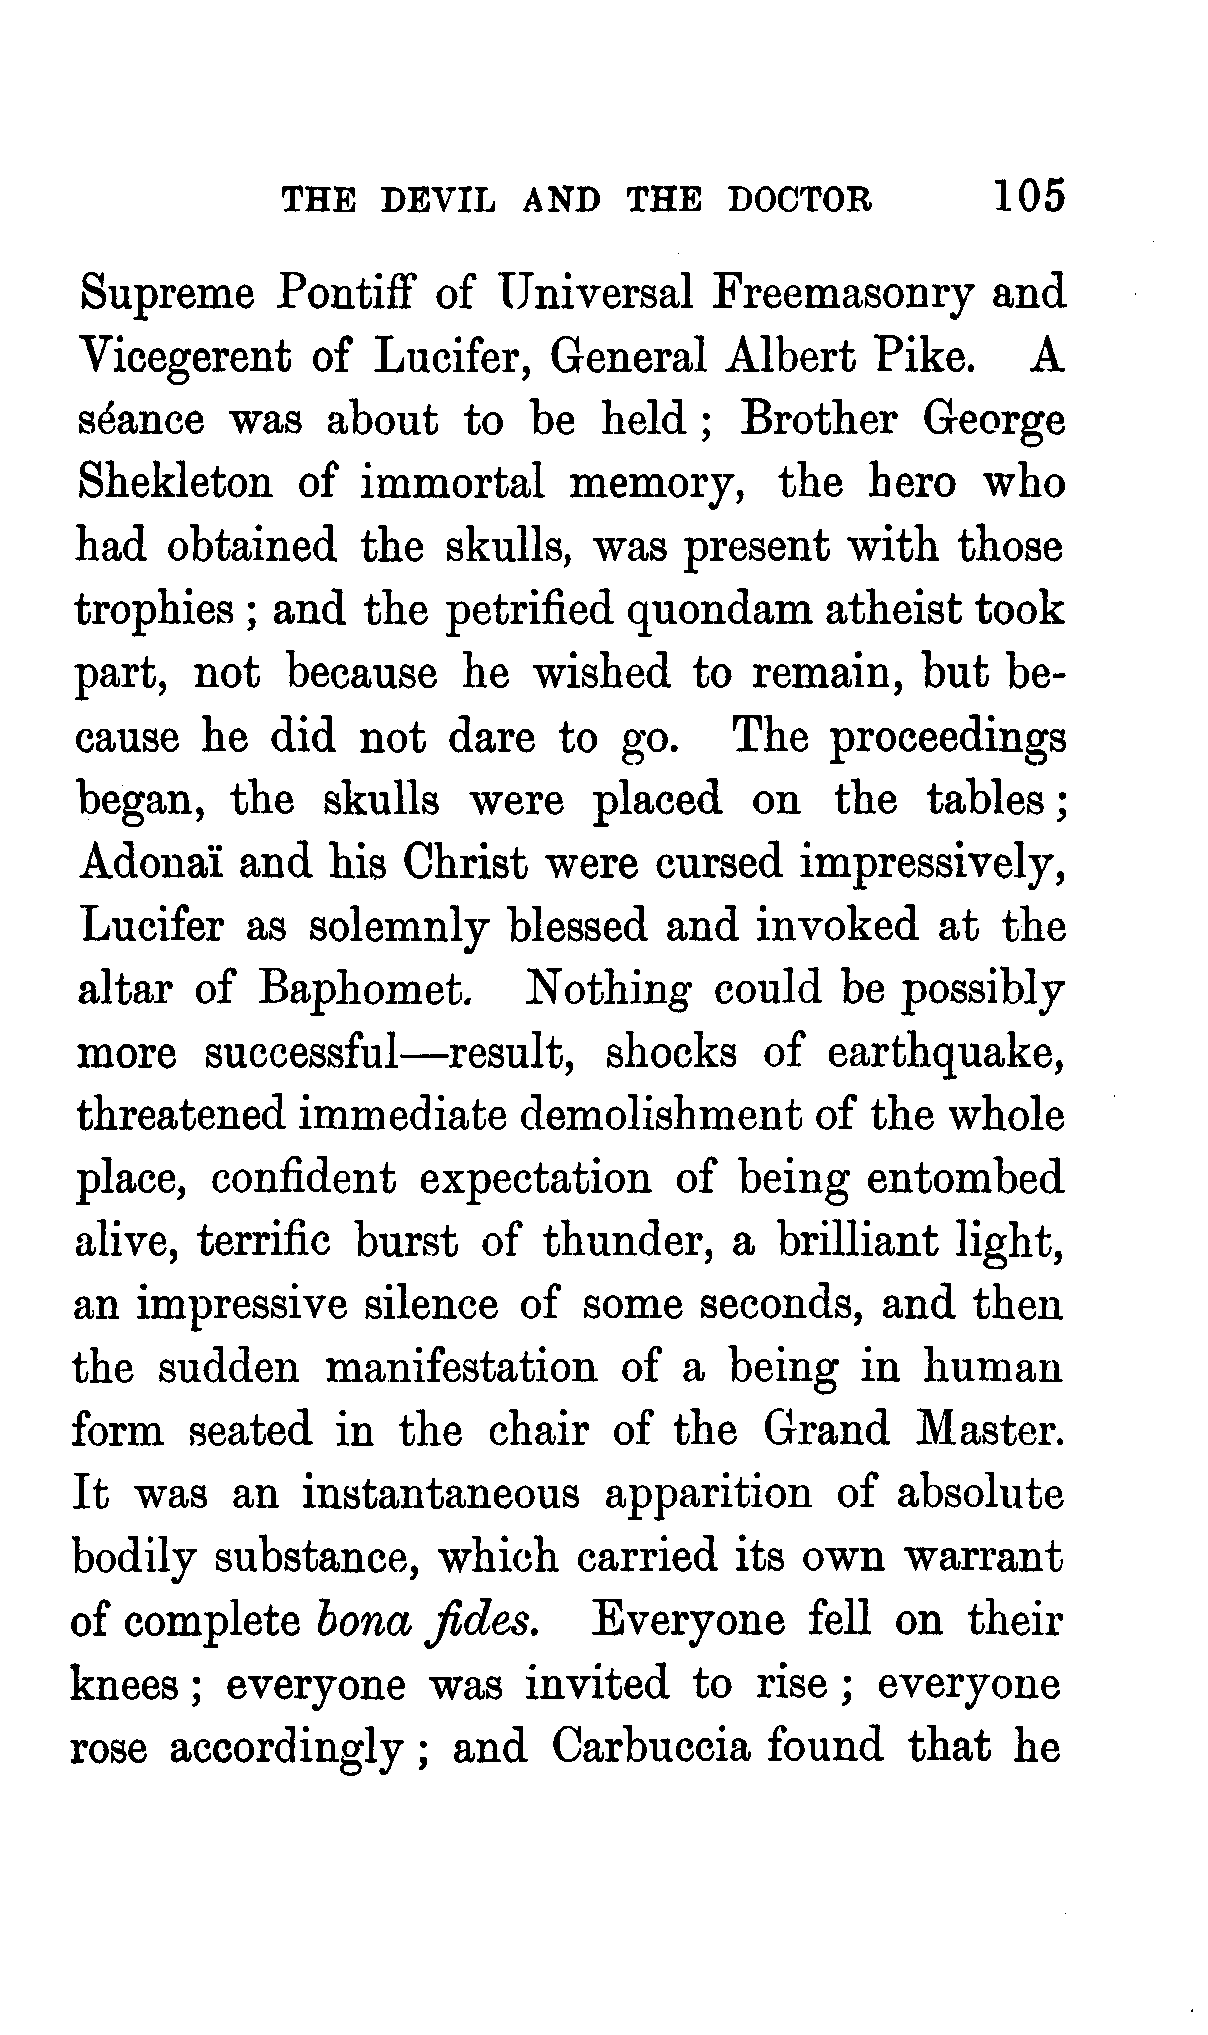 THE DEVIL AND THE DOCTOR 105
Supreme Pontiff of Universal Freemasonry and
Vicegerent of Lucifer, General Albert Pike. A
séance was about to be held ; Brother George
Shekleton of immortal memory, the hero who
had obtained the skulls, was present with those
trophies ; and the petrified quondam atheist took
part, not because he wished to remain, but be-
cause he did not dare to go. The proceedings
began, the skulls were placed on the tables ;
Adonaï and his Christ were cursed impressively,
Lucifer as solemnly blessed and invoked at the
altar of Baphomet. Nothing could be possibly
more successful—result, shocks of earthquake,
threatened immediate demolishment of the whole
place, confident expectation of being entombed
alive, terrific burst of thunder, a brilliant light,
an impressive silence of some seconds, and then
the sudden manifestation of a being in human
form seated in the chair of the Grand Master.
It was an instantaneous apparition of absolute
bodily substance, which carried its own warrant
of complete bona fides. Everyone fell on their
knees ; everyone was invited to rise ; everyone
rose accordingly ; and Carbuccia found that he